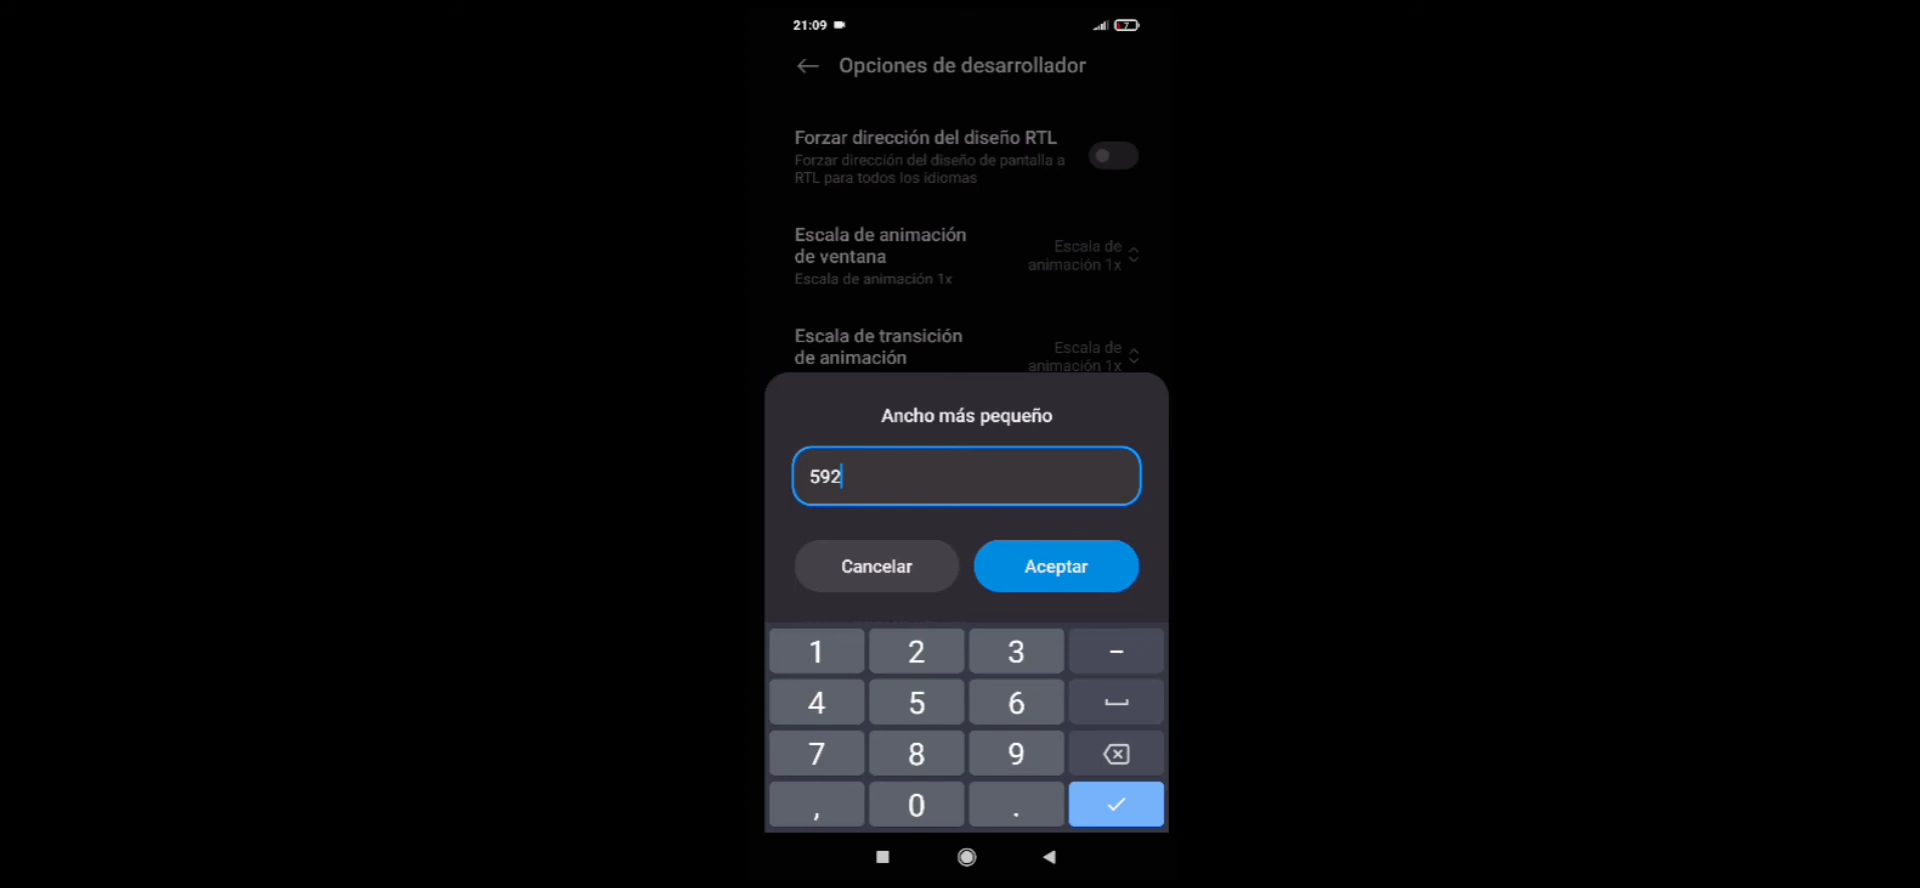 21:09
7
Opciones de desarrollador
Forzar dirección del diseño RTL
Forzar dirección del diseño de pantalla a
RTL para todos los idiomas
Escala de animación
de ventana
Escala de animación 1x
Escala de
animación 1x
Escala de transición
de animación
Escala de
animación 1x
Ancho más pequeño
592
Cancelar
Aceptar
1 2 3 –
4 5 6
7 8 9
, 0 .